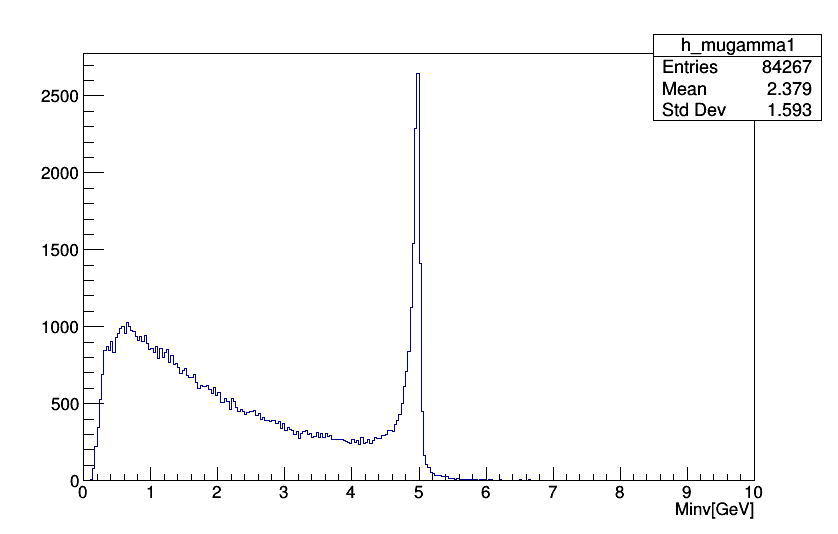 h_mugamma1
Entries 84267
Mean 2.379
Std Dev 1.593
2500
2000
1500
1000
500
0
0 1 2 3 4 5 6 7 8 9 10
Minv[GeV]